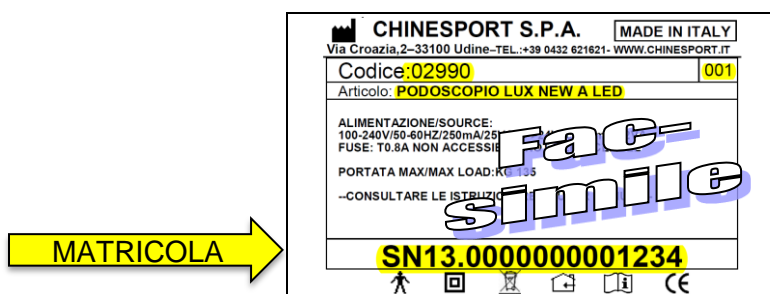 CHINESPORT S.P.A. MADE IN ITALY
Via Croazia,2–33100 Udine–TEL.:+39 0432 621621- WWW.CHINESPORT.IT
Codice:02990 001
Articolo: PODOSCOPIO LUX NEW A LED
ALIMENTAZIONE/SOURCE:
100-240V/50-60HZ/250mA/25
FUSE: T0.8A NON
PORTATA MAX/MAX LOAD:KG 135
--CONSULTARE LE
Fac-
simile
MATRICOLA
SN13.0000000001234
CE